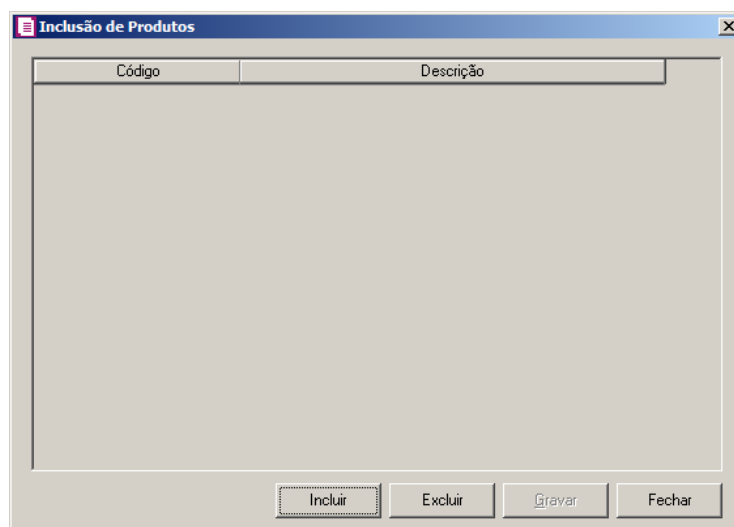 Inclusão de Produtos
Código Descrição
Incluir Excluir Gravar Fechar